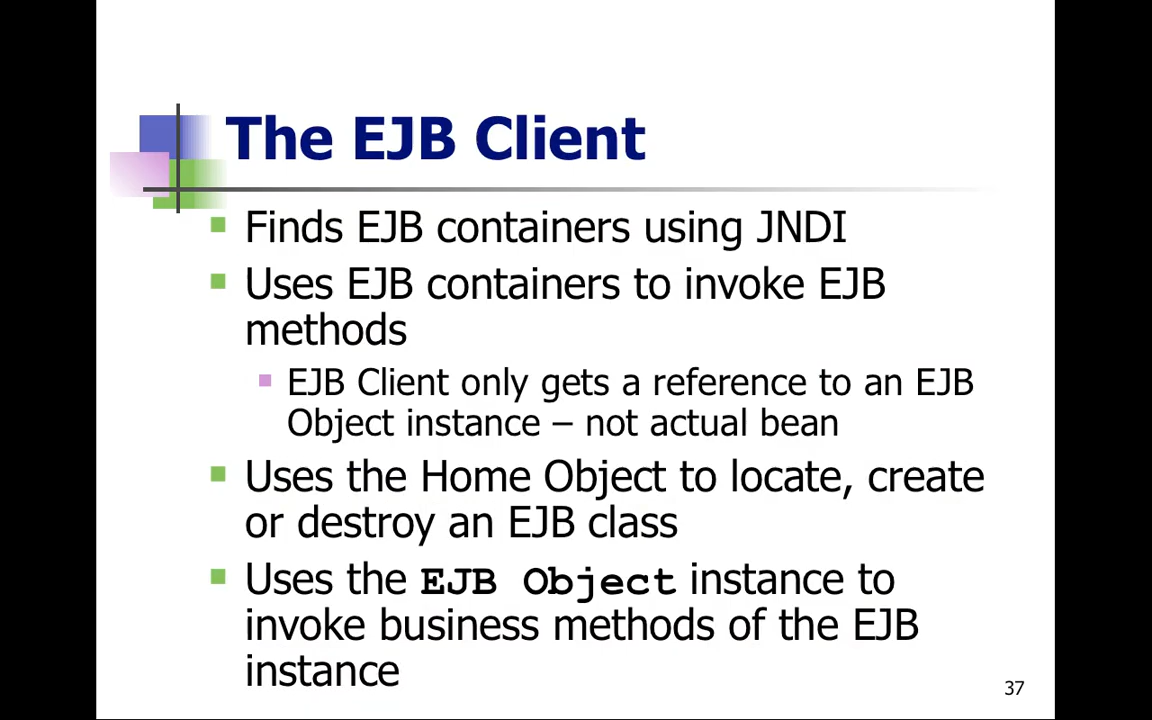 The EJB Client
Finds EJB containers using JNDI
Uses EJB containers to invoke EJB
methods
EJB Client only gets a reference to an EJB
Object instance – not actual bean
Uses the Home Object to locate, create
or destroy an EJB class
Uses the EJB Object instance to
invoke business methods of the EJB
instance
37